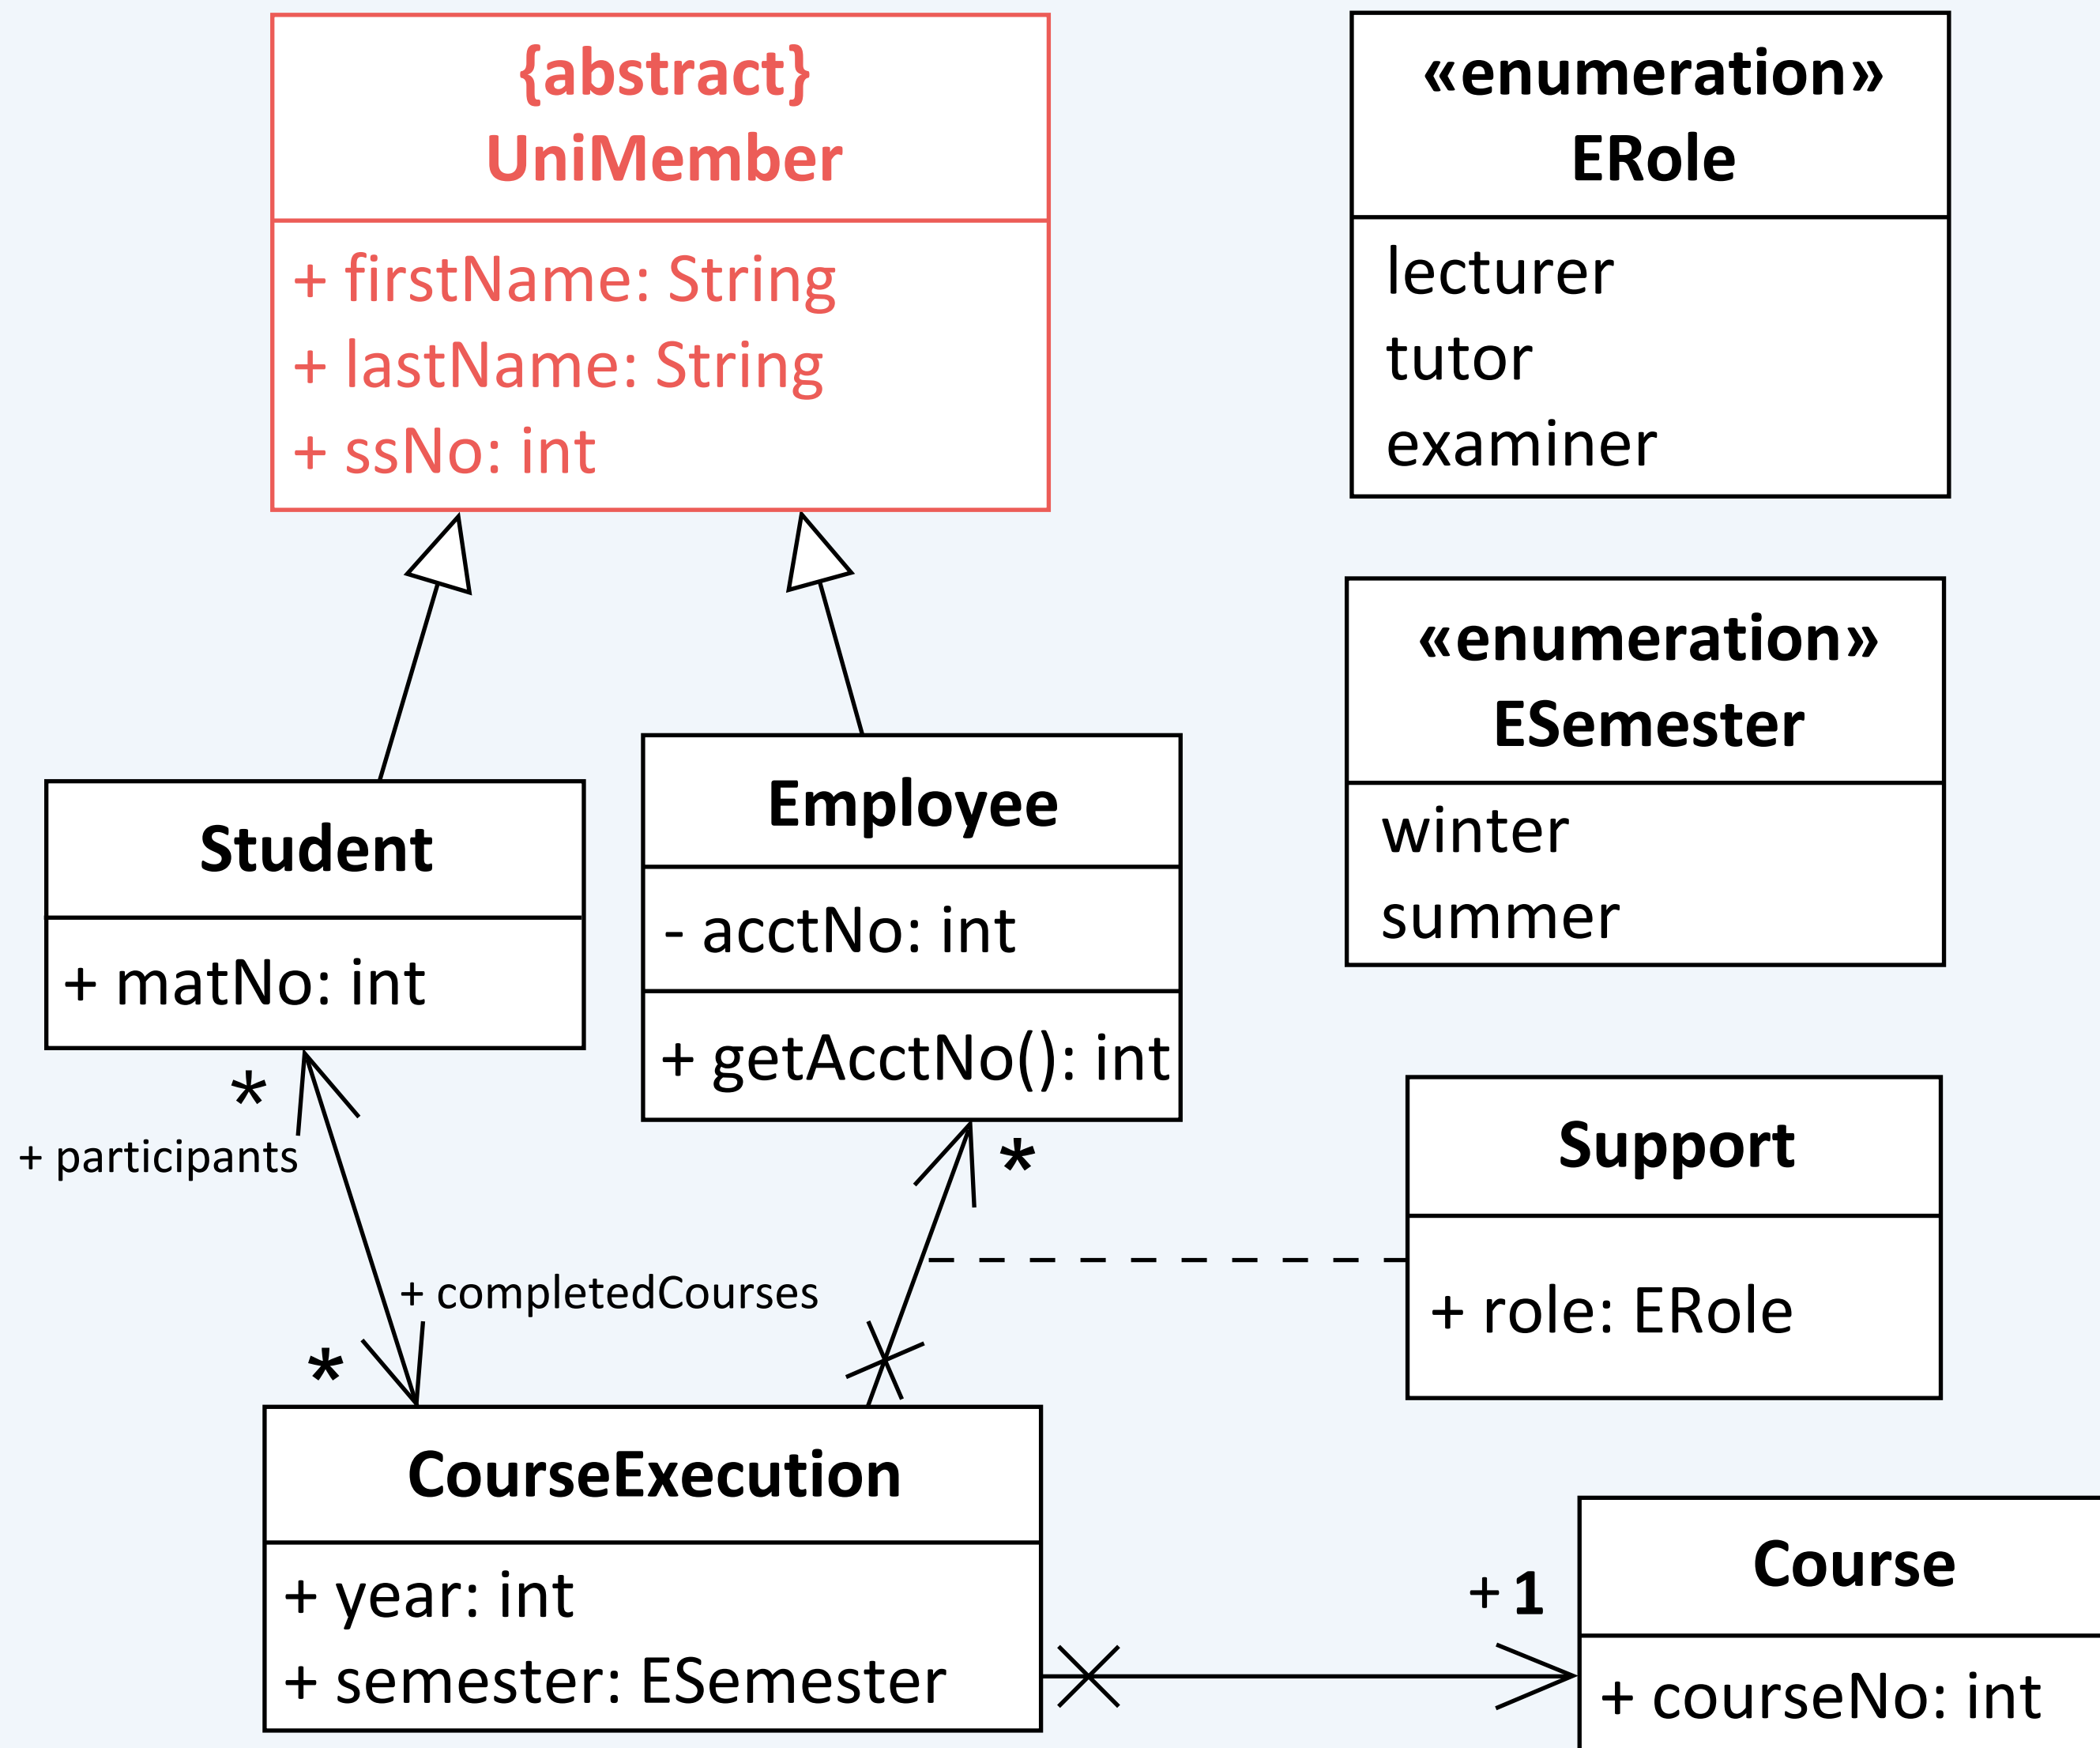 {abstract}
UniMember
+ firstName: String
+ lastName: String
+ ssNo: int
«enumeration»
ERole
lecturer
tutor
examiner
«enumeration»
ESemester
winter
summer
Student
+ matNo: int
Employee
- acctNo: int
+ getAcctNo(): int
*
+ participants
*
Support
+ role: ERole
+ completedCourses
*
CourseExecution
+ year: int
+ semester: ESemester
+ 1
Course
+ courseNo: int